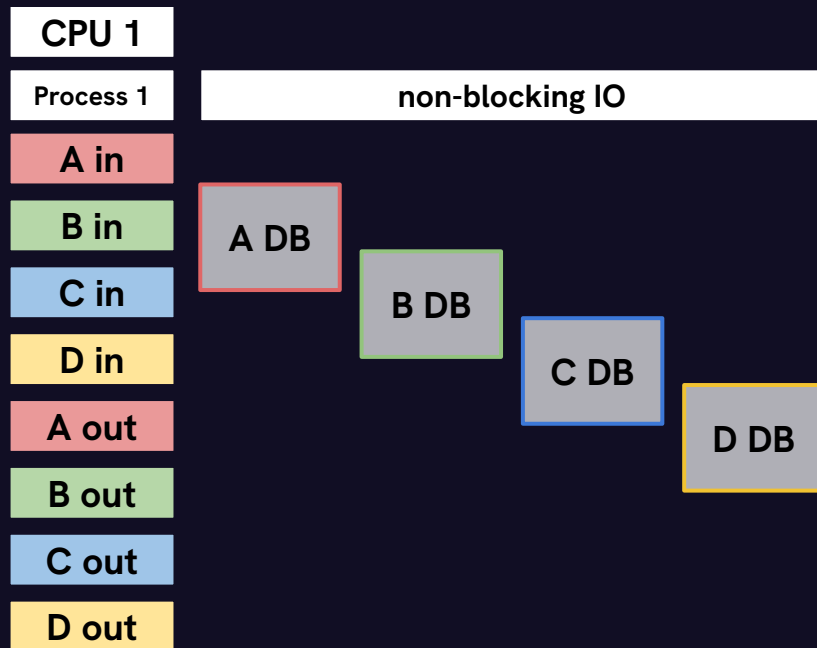 CPU 1
Process 1
non-blocking IO
A in
B in
A DB
C in
B DB
D in
C DB
A out
D DB
B out
C out
D out